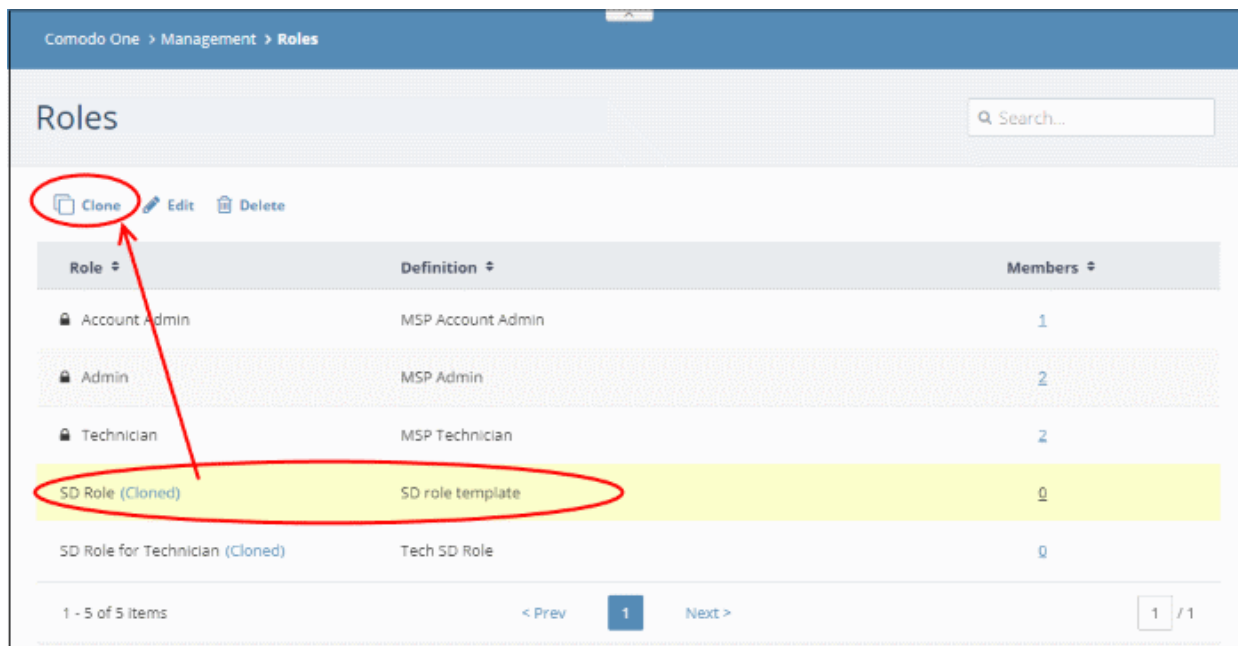 Comodo One > Management > Roles
Roles
Search...
Clone Edit Delete
Role Definition Members
Account Admin MSP Account Admin 1
Admin MSP Admin 2
Technician MSP Technician 2
SD Role (Cloned) SD role template 0
SD Role for Technician (Cloned) Tech SD Role 0
1 - 5 of 5 Items < Prev 1 Next > 1 / 1